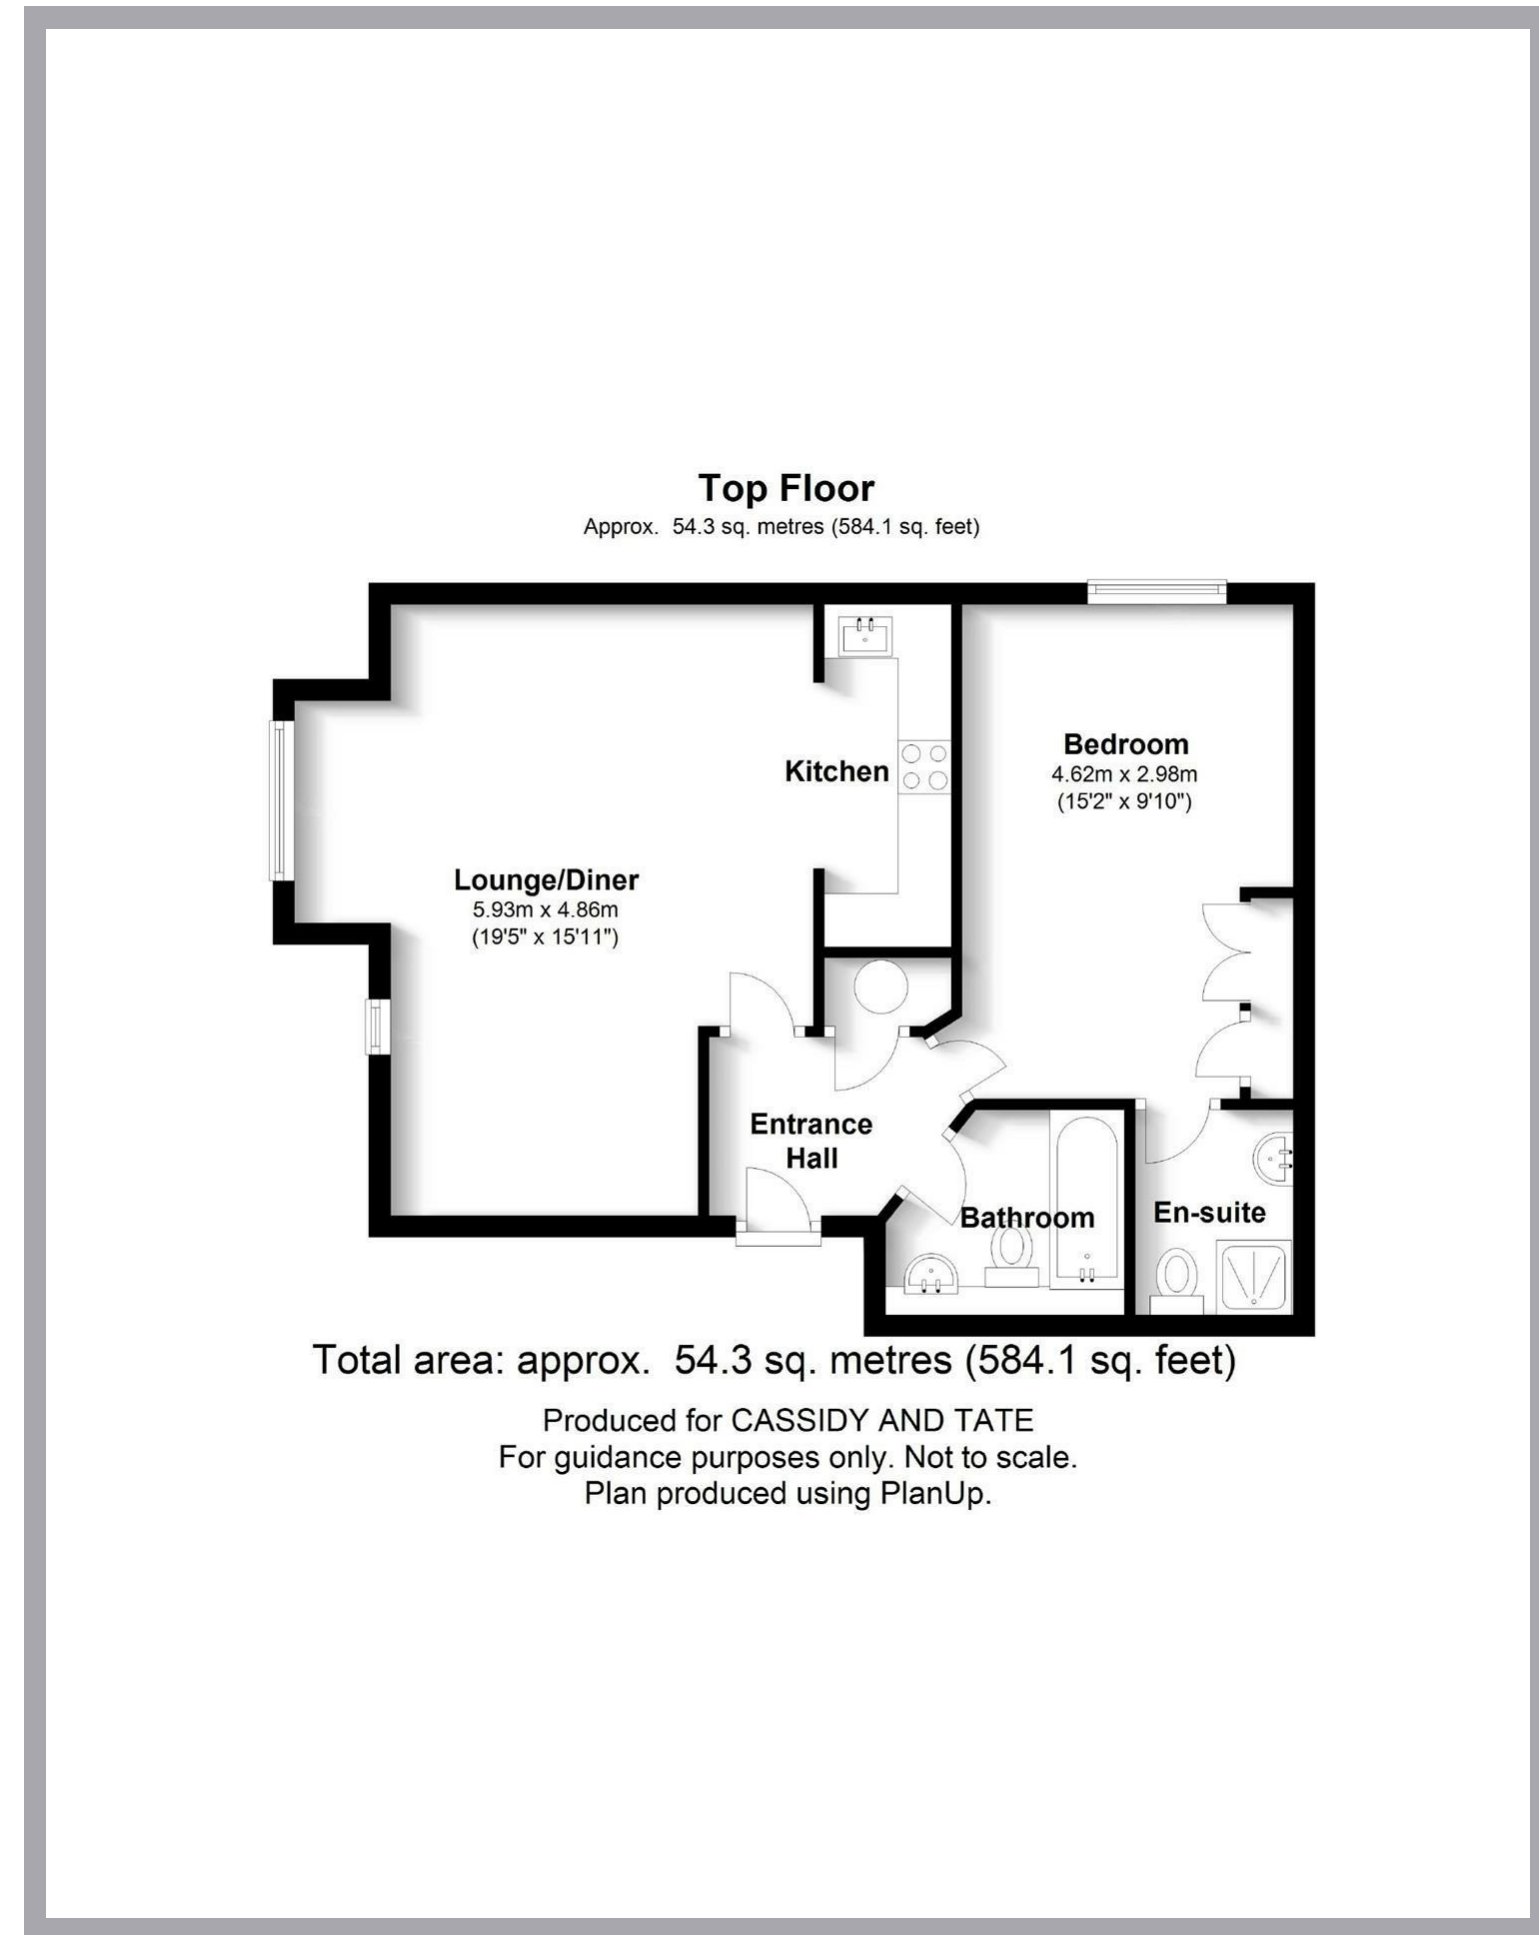 Top Floor
Approx.  54.3 sq. metres (584.1 sq. feet)
Kitchen
Bedroom
4.62m x 2.98m
(15'2" x 9'10")
Lounge/Diner
5.93m x 4.86m
(19'5" x 15'11")
Entrance
Hall
Bathroom
En-suite
Total area: approx.  54.3 sq. metres (584.1 sq. feet)
Produced for CASSIDY AND TATE
For guidance purposes only. Not to scale.
Plan produced using PlanUp.